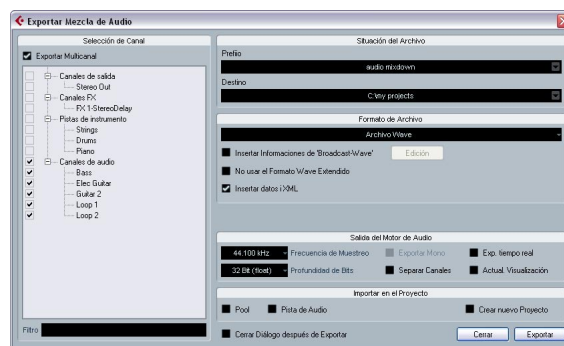 Exportar Mezcla de Audio
Selección de Canal
Exportar Multicanal
Canales de salida
Stereo Out
Canales FX
FX 1-StereoDelay
Pistas de instrumento
Strings
Drums
Piano
Canales de audio
Bass
Elec Guitar
Guitar 2
Loop 1
Loop 2
Filtro
Situación del Archivo
Prefijo
audio mixdown
Destino
C:\my projects
Formato de Archivo
Archivo Wave
Insertar Informaciones de 'Broadcast-Wave'
Edición
No usar el Formato Wave Extendido
Insertar datos iXML
Salida del Motor de Audio
44.100 kHz Frecuencia de Muestreo Exportar Mono Exp. tiempo real
32 Bit (float) Profundidad de Bits Separar Canales Actual. Visualización
Importar en el Proyecto
Pool Pista de Audio Crear nuevo Proyecto
Cerrar Diálogo después de Exportar Cerrar Exportar